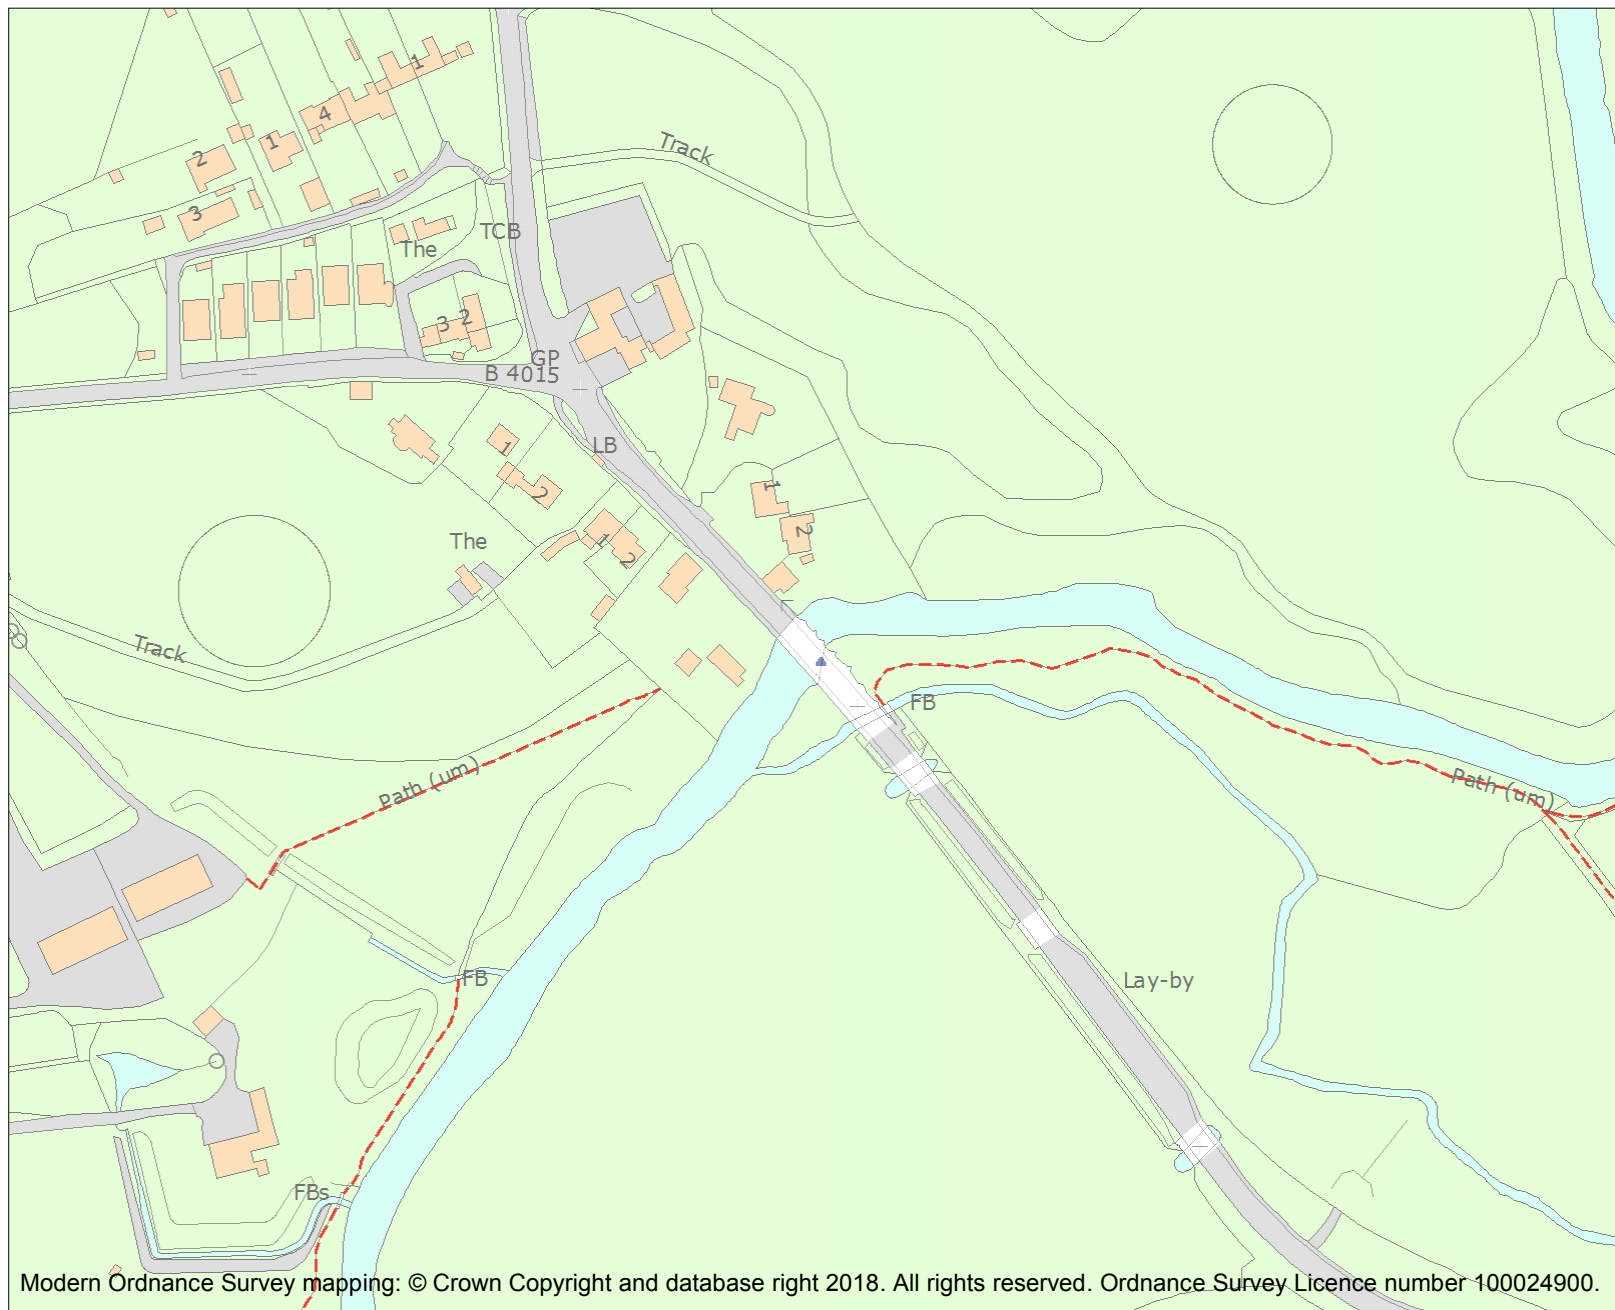 1
4
1
2
Track
3
TCB
The
3 2
GP
B 4015
LB
1
1
2
2
The
1
2
Track
FB
Path (um)
Path (um)
FB
Lay-by
FBs
Modern Ordnance Survey mapping: © Crown Copyright and database right 2018. All rights reserved. Ordnance Survey Licence number 100024900.